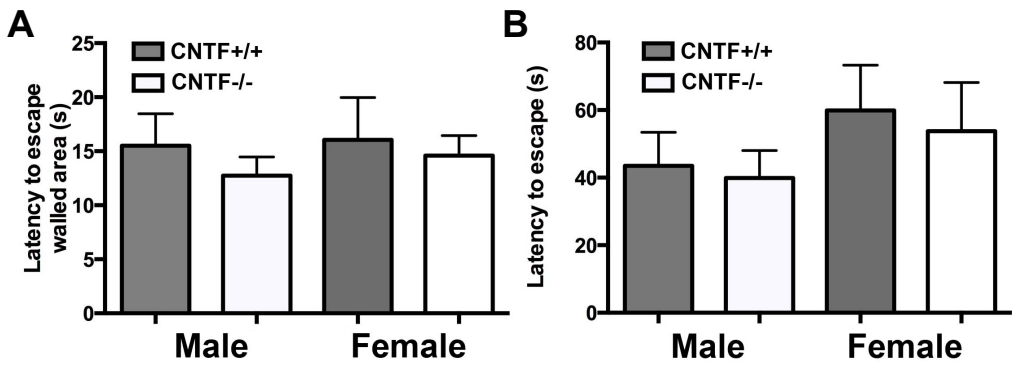 A
Latency to escape
walled area (s)
25
20
15
10
5
0
CNTF+/+
CNTF-/-
Male
Female
B
Latency to escape (s)
80
60
40
20
0
CNTF+/+
CNTF-/-
Male
Female